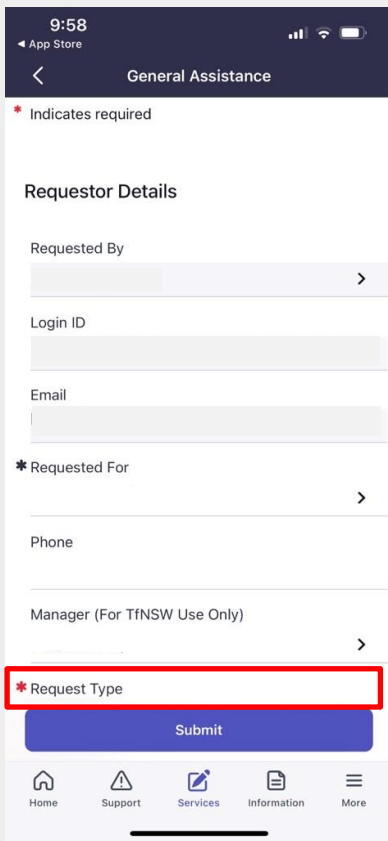 9:58
◀ App Store
General Assistance
* Indicates required
Requestor Details
Requested By
Login ID
Email
* Requested For
Phone
Manager (For TfNSW Use Only)
* Request Type
Submit
Home Support Services Information More